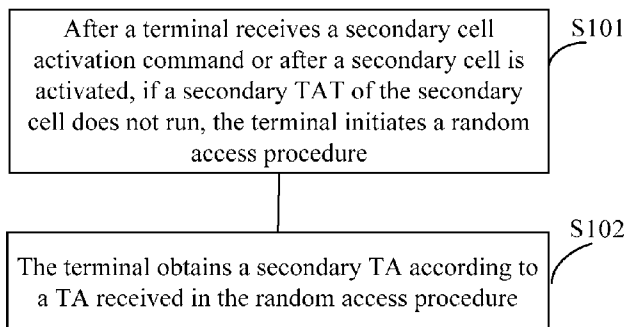 After a terminal receives a secondary cell
activation command or after a secondary cell is
activated, if a secondary TAT of the secondary
cell does not run, the terminal initiates a random
access procedure
S101
S102
The terminal obtains a secondary TA according to
a TA received in the random access procedure